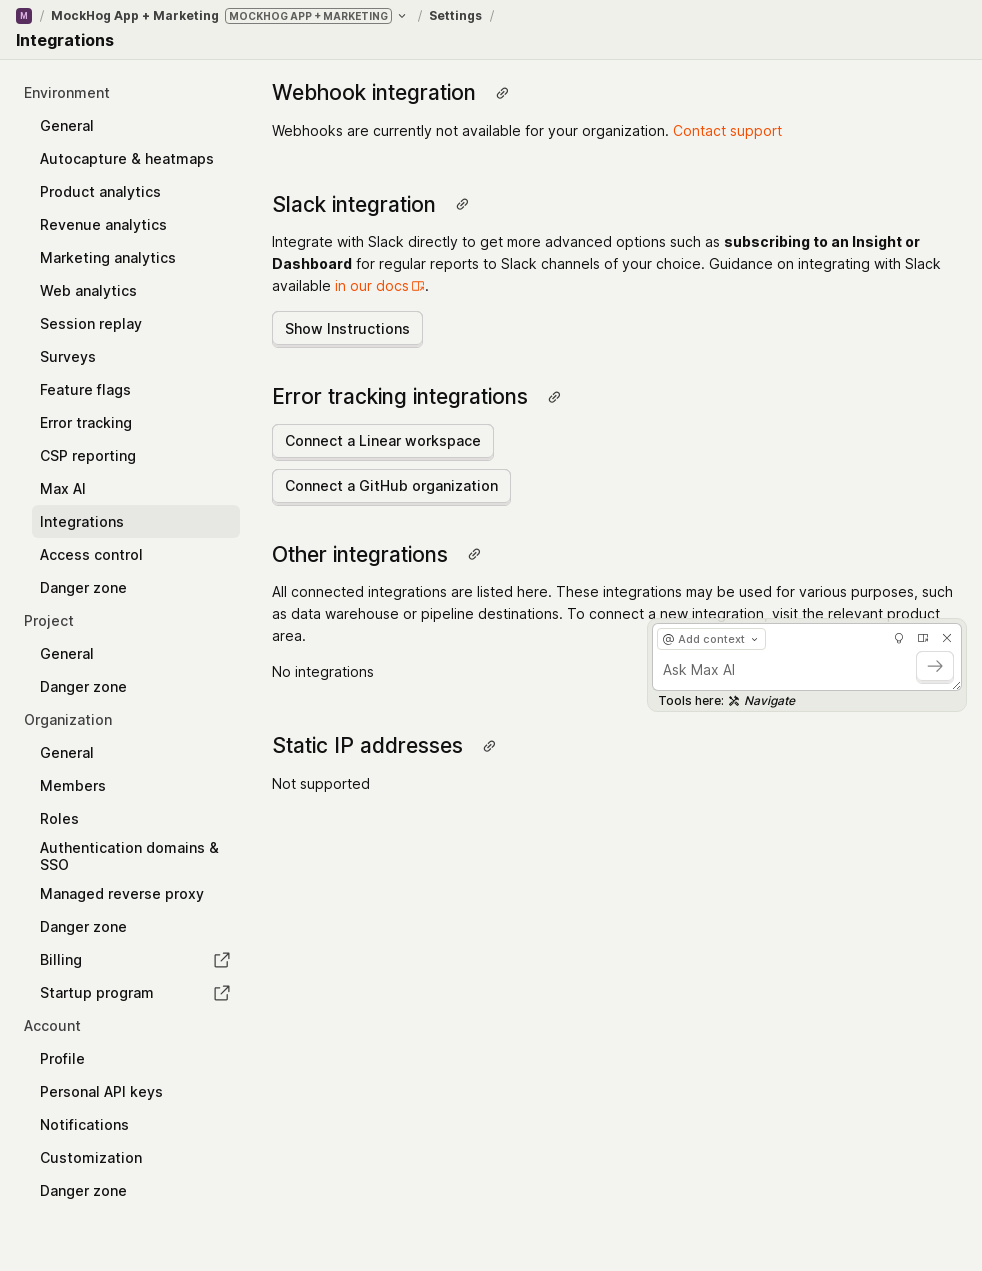 M / MockHog App + Marketing MOCKHOG APP + MARKETING / Settings /
Integrations
Environment
General
Autocapture & heatmaps
Product analytics
Revenue analytics
Marketing analytics
Web analytics
Session replay
Surveys
Feature flags
Error tracking
CSP reporting
Max AI
Integrations
Access control
Danger zone
Project
General
Danger zone
Organization
General
Members
Roles
Authentication domains &
SSO
Managed reverse proxy
Danger zone
Billing
Startup program
Account
Profile
Personal API keys
Notifications
Customization
Danger zone
Webhook integration
Webhooks are currently not available for your organization. Contact support
Slack integration
Integrate with Slack directly to get more advanced options such as subscribing to an Insight or
Dashboard for regular reports to Slack channels of your choice. Guidance on integrating with Slack
available in our docs.
Show Instructions
Error tracking integrations
Connect a Linear workspace
Connect a GitHub organization
Other integrations
All connected integrations are listed here. These integrations may be used for various purposes, such
as data warehouse or pipeline destinations. To connect a new integration, visit the relevant product
area.
No integrations
Static IP addresses
Not supported
@ Add context
Ask Max AI
Tools here: Navigate